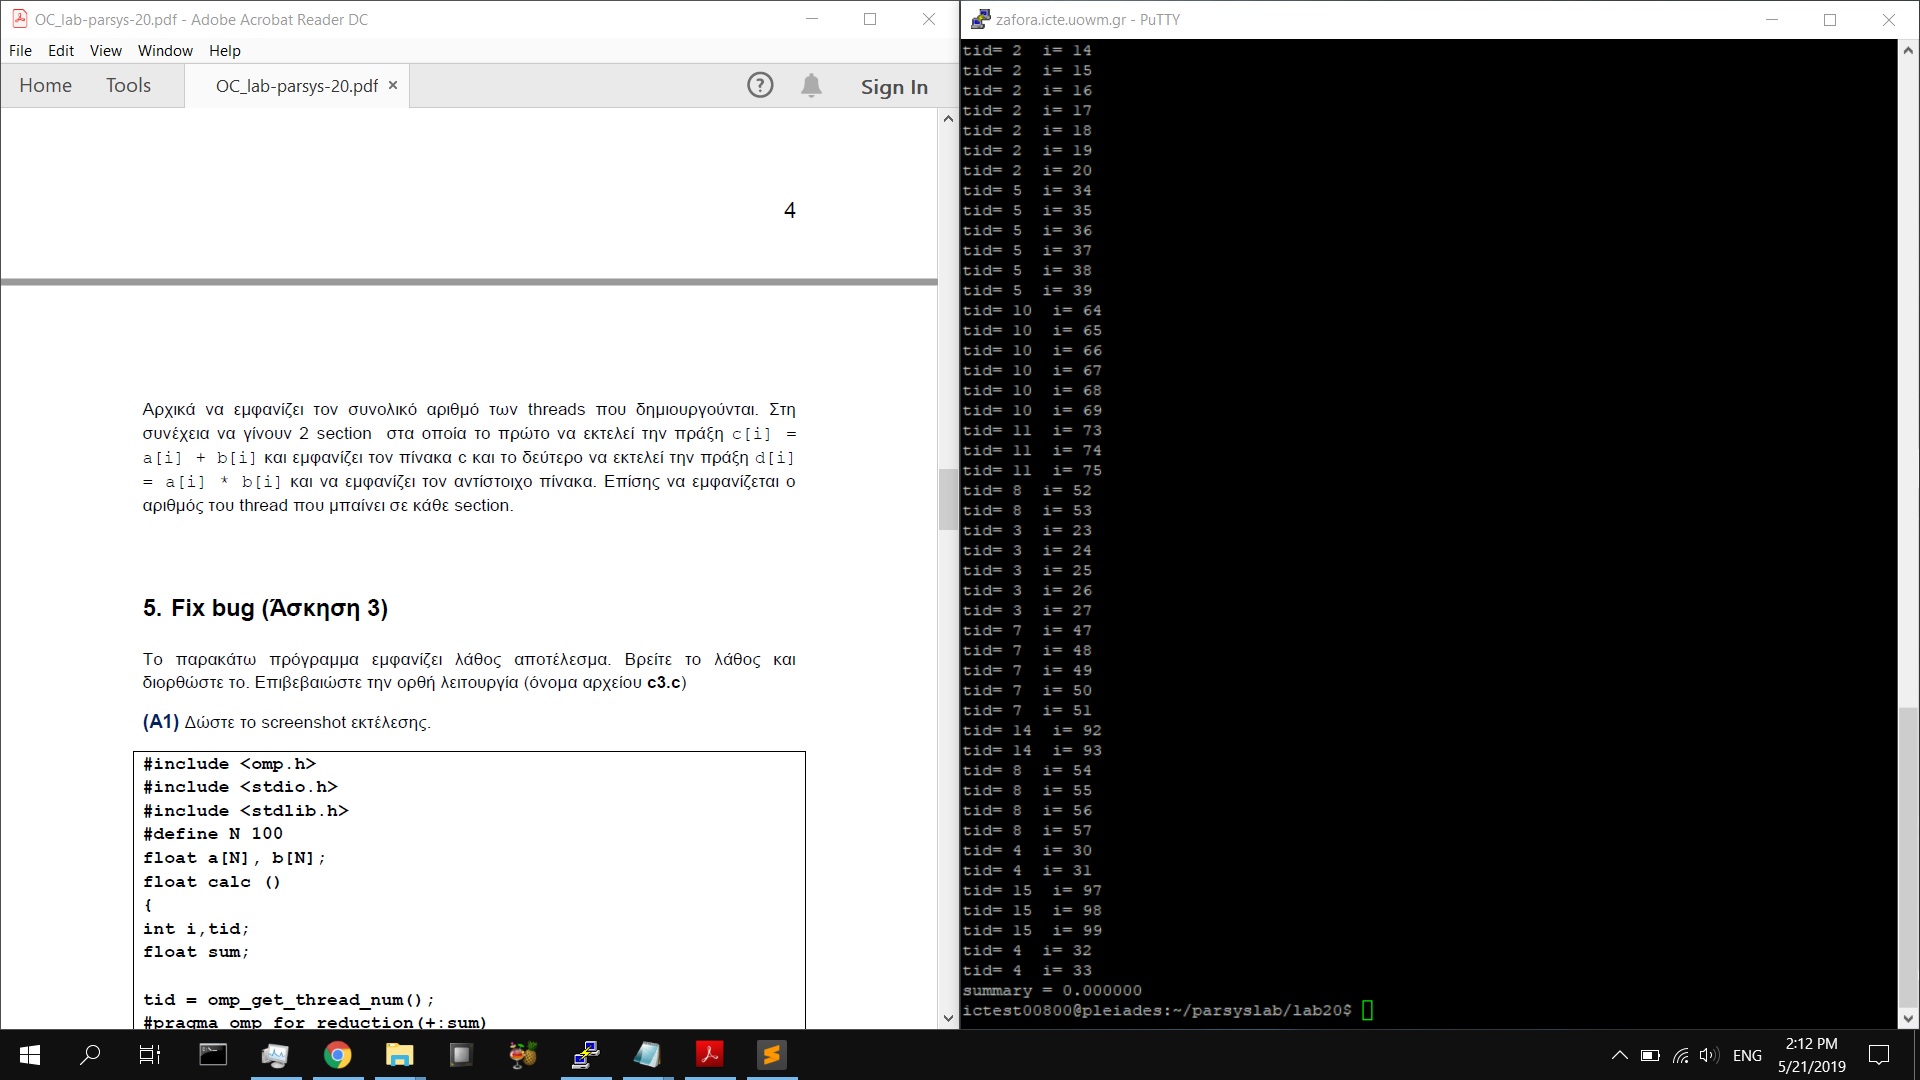 OC_lab-parsys-20.pdf - Adobe Acrobat Reader DC
File Edit View Window Help
Home Tools OC_lab-parsys-20.pdf × ? Sign In
4
Αρχικά να εμφανίζει τον συνολικό αριθμό των threads που δημιουργούνται. Στη
συνέχεια να γίνουν 2 section στα οποία το πρώτο να εκτελεί την πράξη c[i] =
a[i] + b[i] και εμφανίζει τον πίνακα c και το δεύτερο να εκτελεί την πράξη d[i]
= a[i] * b[i] και να εμφανίζει τον αντίστοιχο πίνακα. Επίσης να εμφανίζεται ο
αριθμός του thread που μπαίνει σε κάθε section.
5. Fix bug (Άσκηση 3)
Το παρακάτω πρόγραμμα εμφανίζει λάθος αποτέλεσμα. Βρείτε το λάθος και
διορθώστε το. Επιβεβαιώστε την ορθή λειτουργία (όνομα αρχείου c3.c)
(A1) Δώστε το screenshot εκτέλεσης.
#include <omp.h>
#include <stdio.h>
#include <stdlib.h>
#define N 100
float a[N], b[N];
float calc ()
{
int i,tid;
float sum;
tid = omp_get_thread_num();
#pragma omp for reduction(+:sum)
zafora.icte.uowm.gr - PuTTY
tid= 2 i= 14
tid= 2 i= 15
tid= 2 i= 16
tid= 2 i= 17
tid= 2 i= 18
tid= 2 i= 19
tid= 2 i= 20
tid= 5 i= 34
tid= 5 i= 35
tid= 5 i= 36
tid= 5 i= 37
tid= 5 i= 38
tid= 5 i= 39
tid= 10 i= 64
tid= 10 i= 65
tid= 10 i= 66
tid= 10 i= 67
tid= 10 i= 68
tid= 10 i= 69
tid= 11 i= 73
tid= 11 i= 74
tid= 11 i= 75
tid= 8 i= 52
tid= 8 i= 53
tid= 3 i= 23
tid= 3 i= 24
tid= 3 i= 25
tid= 3 i= 26
tid= 3 i= 27
tid= 7 i= 47
tid= 7 i= 48
tid= 7 i= 49
tid= 7 i= 50
tid= 7 i= 51
tid= 14 i= 92
tid= 14 i= 93
tid= 8 i= 54
tid= 8 i= 55
tid= 8 i= 56
tid= 8 i= 57
tid= 4 i= 30
tid= 4 i= 31
tid= 15 i= 97
tid= 15 i= 98
tid= 15 i= 99
tid= 4 i= 32
tid= 4 i= 33
summary = 0.000000
ictest00800@pleiades:~/parsyslab/lab20$
ENG
2:12 PM
5/21/2019